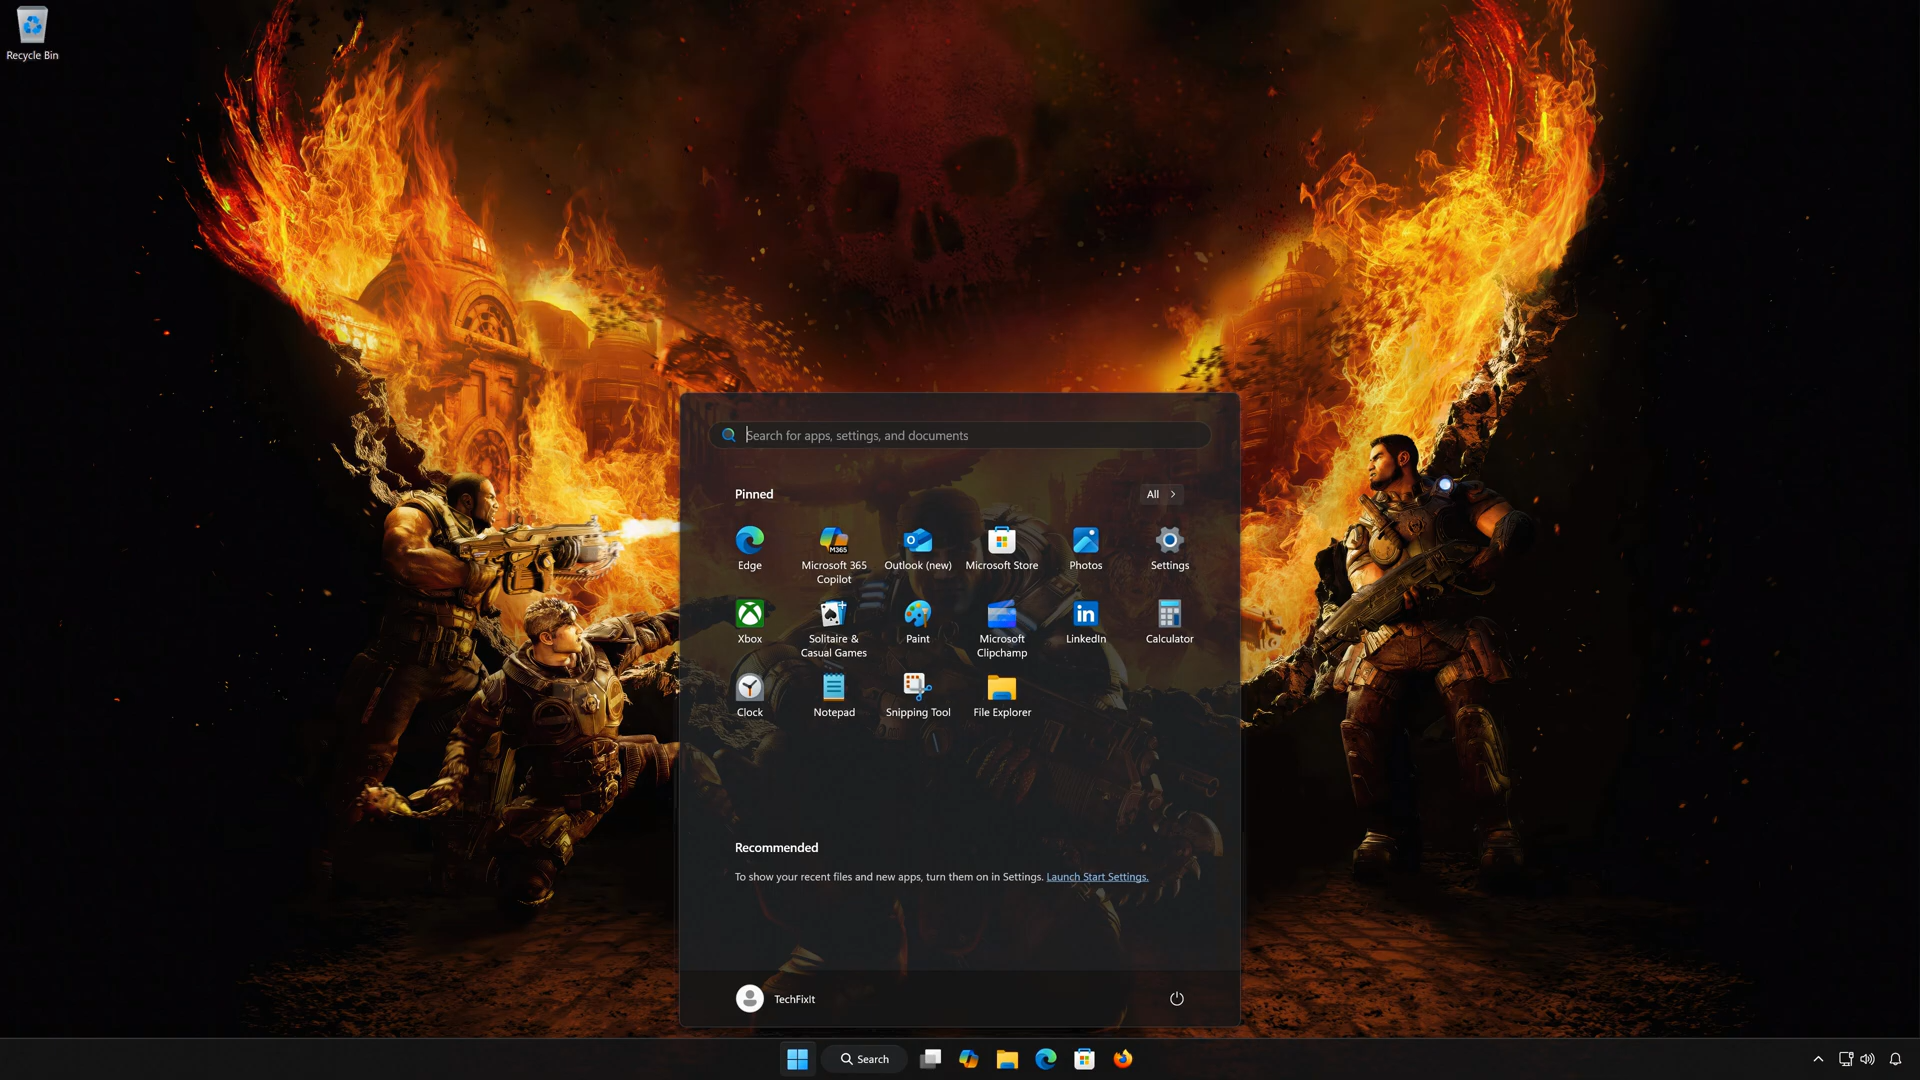 Recycle Bin
Search for apps, settings, and documents
Pinned
All
Edge
Microsoft 365
Copilot
Outlook (new)
Microsoft Store
Photos
Settings
Xbox
Solitaire &
Casual Games
Paint
Microsoft
Clipchamp
LinkedIn
Calculator
Clock
Notepad
Snipping Tool
File Explorer
Recommended
To show your recent files and new apps, turn them on in Settings. Launch Start Settings.
TechFixIt
Search